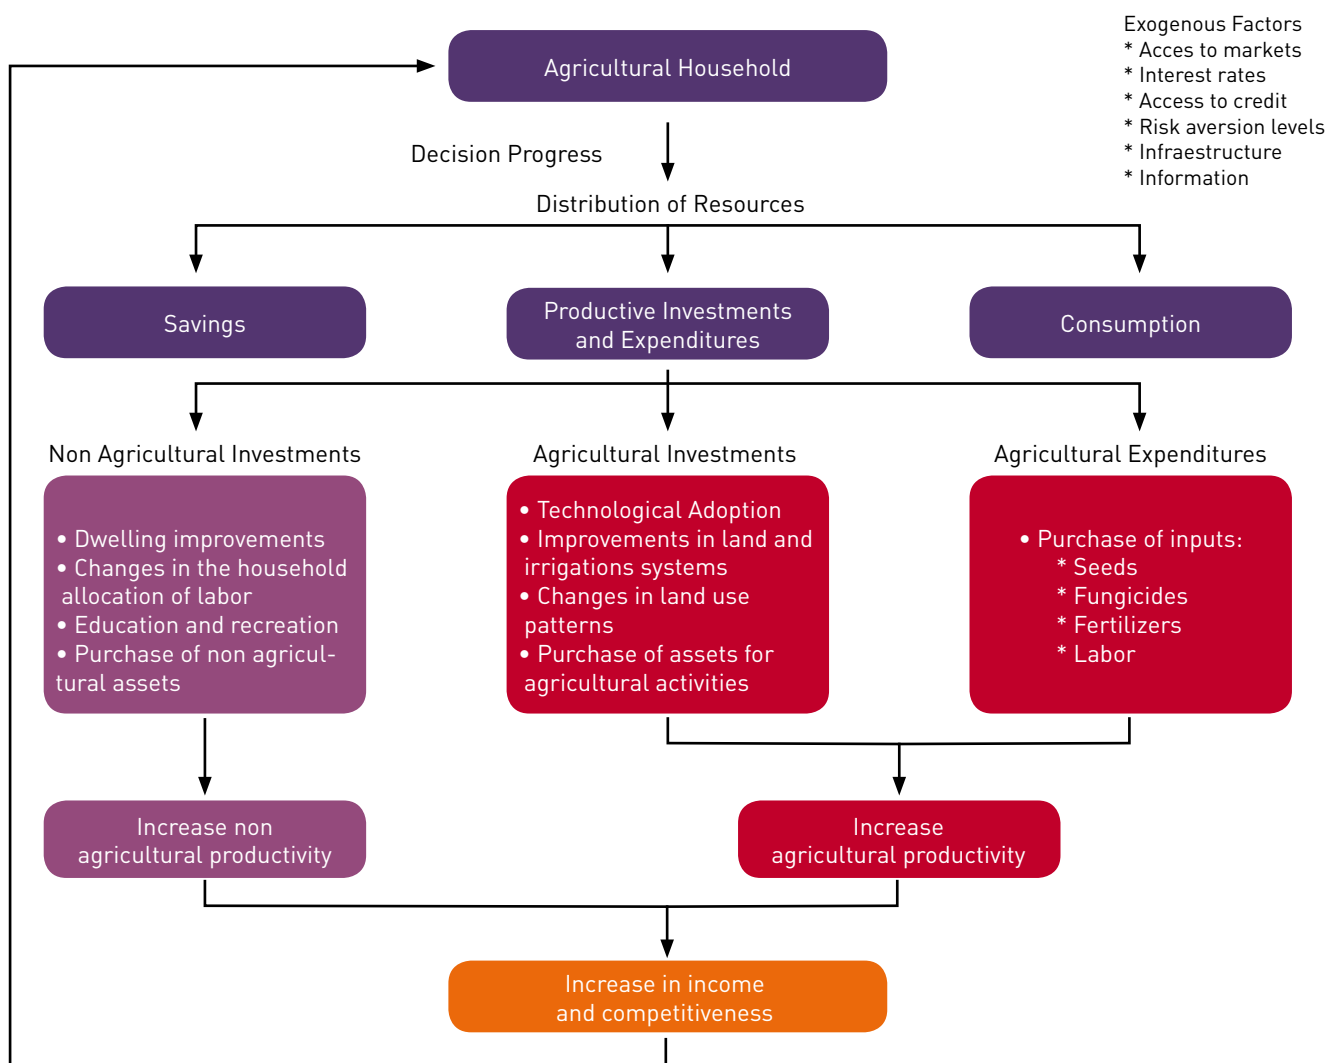 Exogenous Factors
* Acces to markets
* Interest rates
* Access to credit
* Risk aversion levels
* Infraestructure
* Information
Agricultural Household
Decision Progress
Distribution of Resources
Savings
Productive Investments
and Expenditures
Consumption
Non Agricultural Investments
• Dwelling improvements
• Changes in the household
allocation of labor
• Education and recreation
• Purchase of non agricul-
tural assets
Agricultural Investments
• Technological Adoption
• Improvements in land and
irrigations systems
• Changes in land use
patterns
• Purchase of assets for
agricultural activities
Agricultural Expenditures
• Purchase of inputs:
* Seeds
* Fungicides
* Fertilizers
* Labor
Increase non
agricultural productivity
Increase
agricultural productivity
Increase in income
and competitiveness